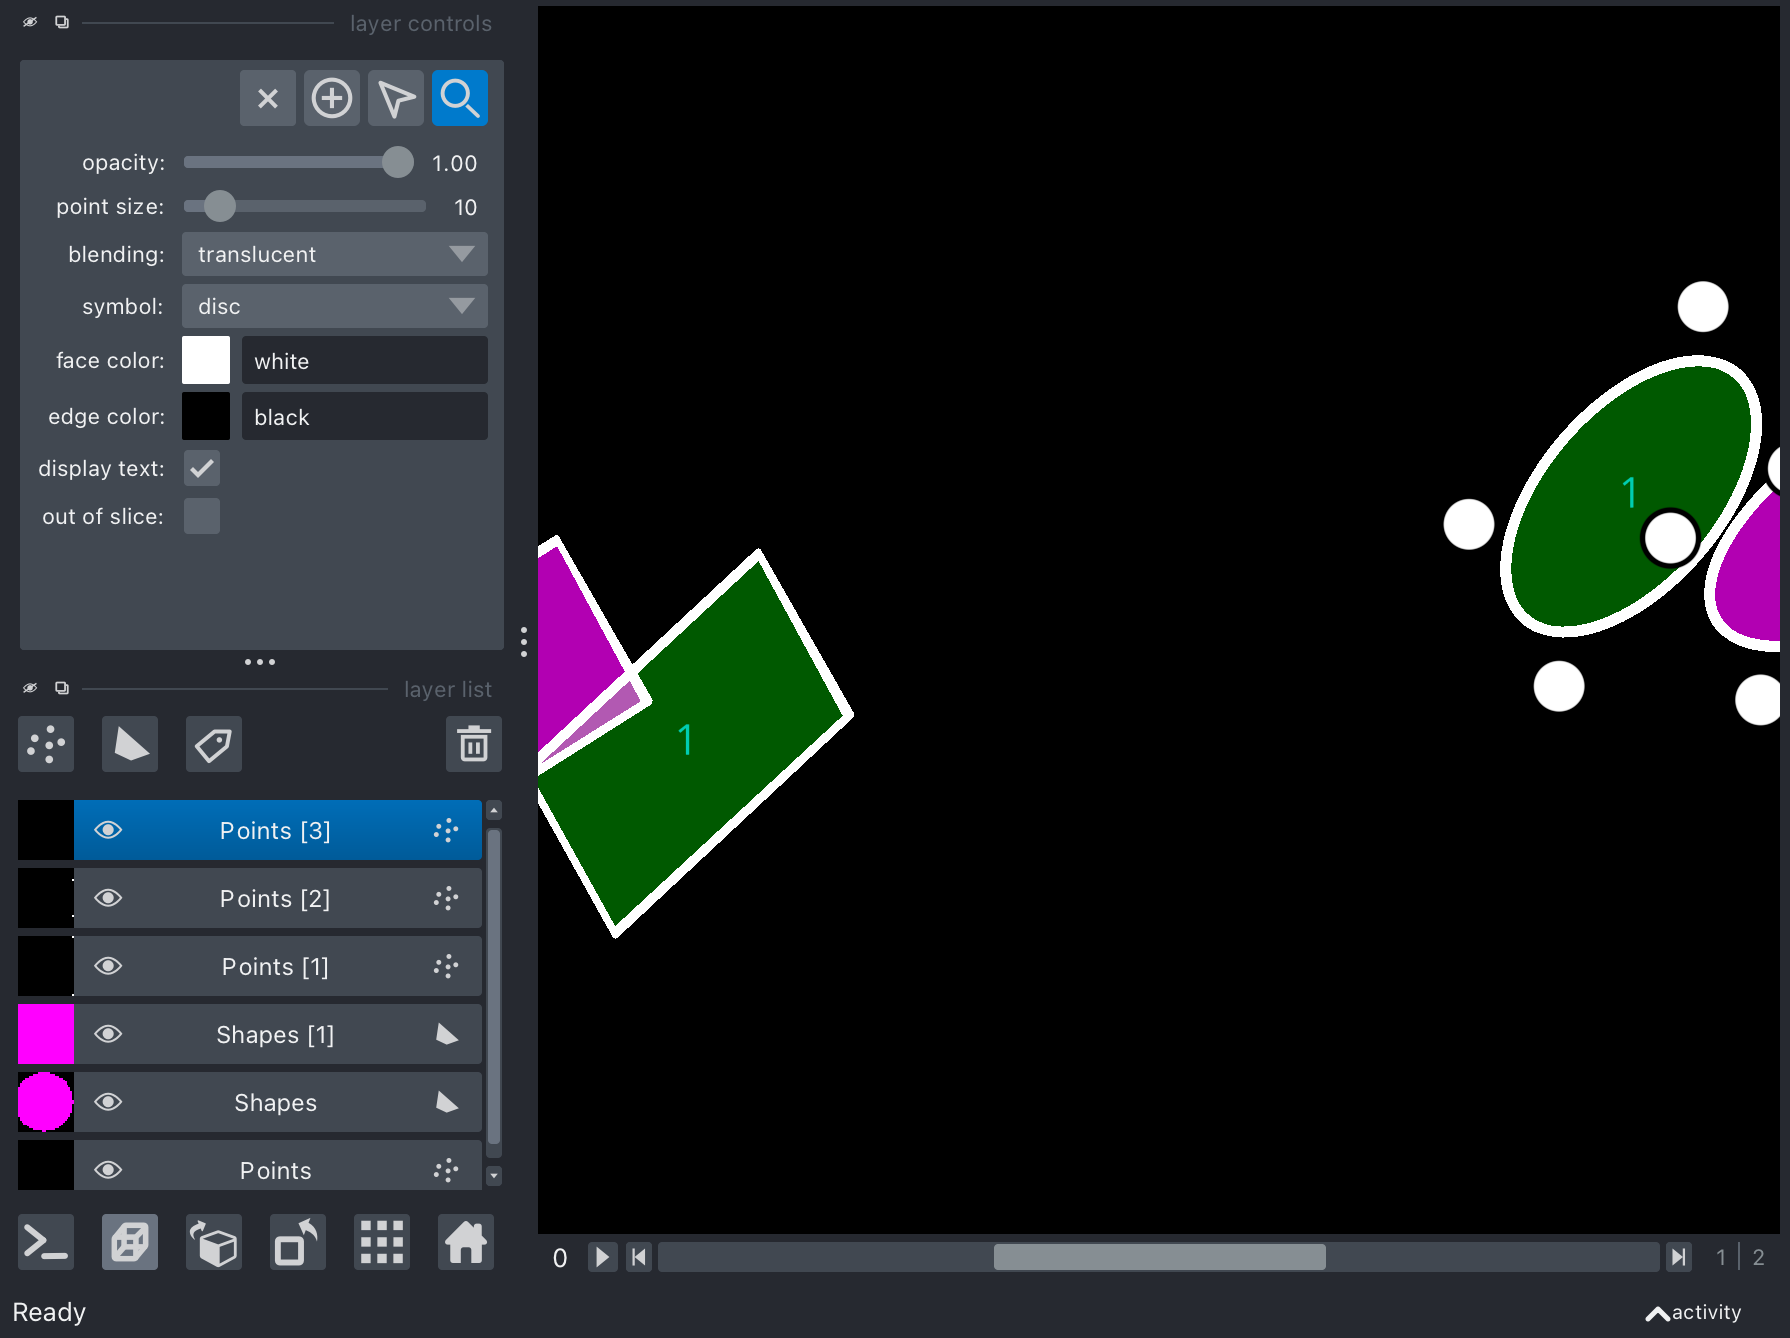 layer controls
opacity: 1.00
point size: 10
blending: translucent
symbol: disc
face color: white
edge color: black
display text:
out of slice:
layer list
Points [3]
Points [2]
Points [1]
Shapes [1]
Shapes
Points
1
1
0 1 2
Ready
activity